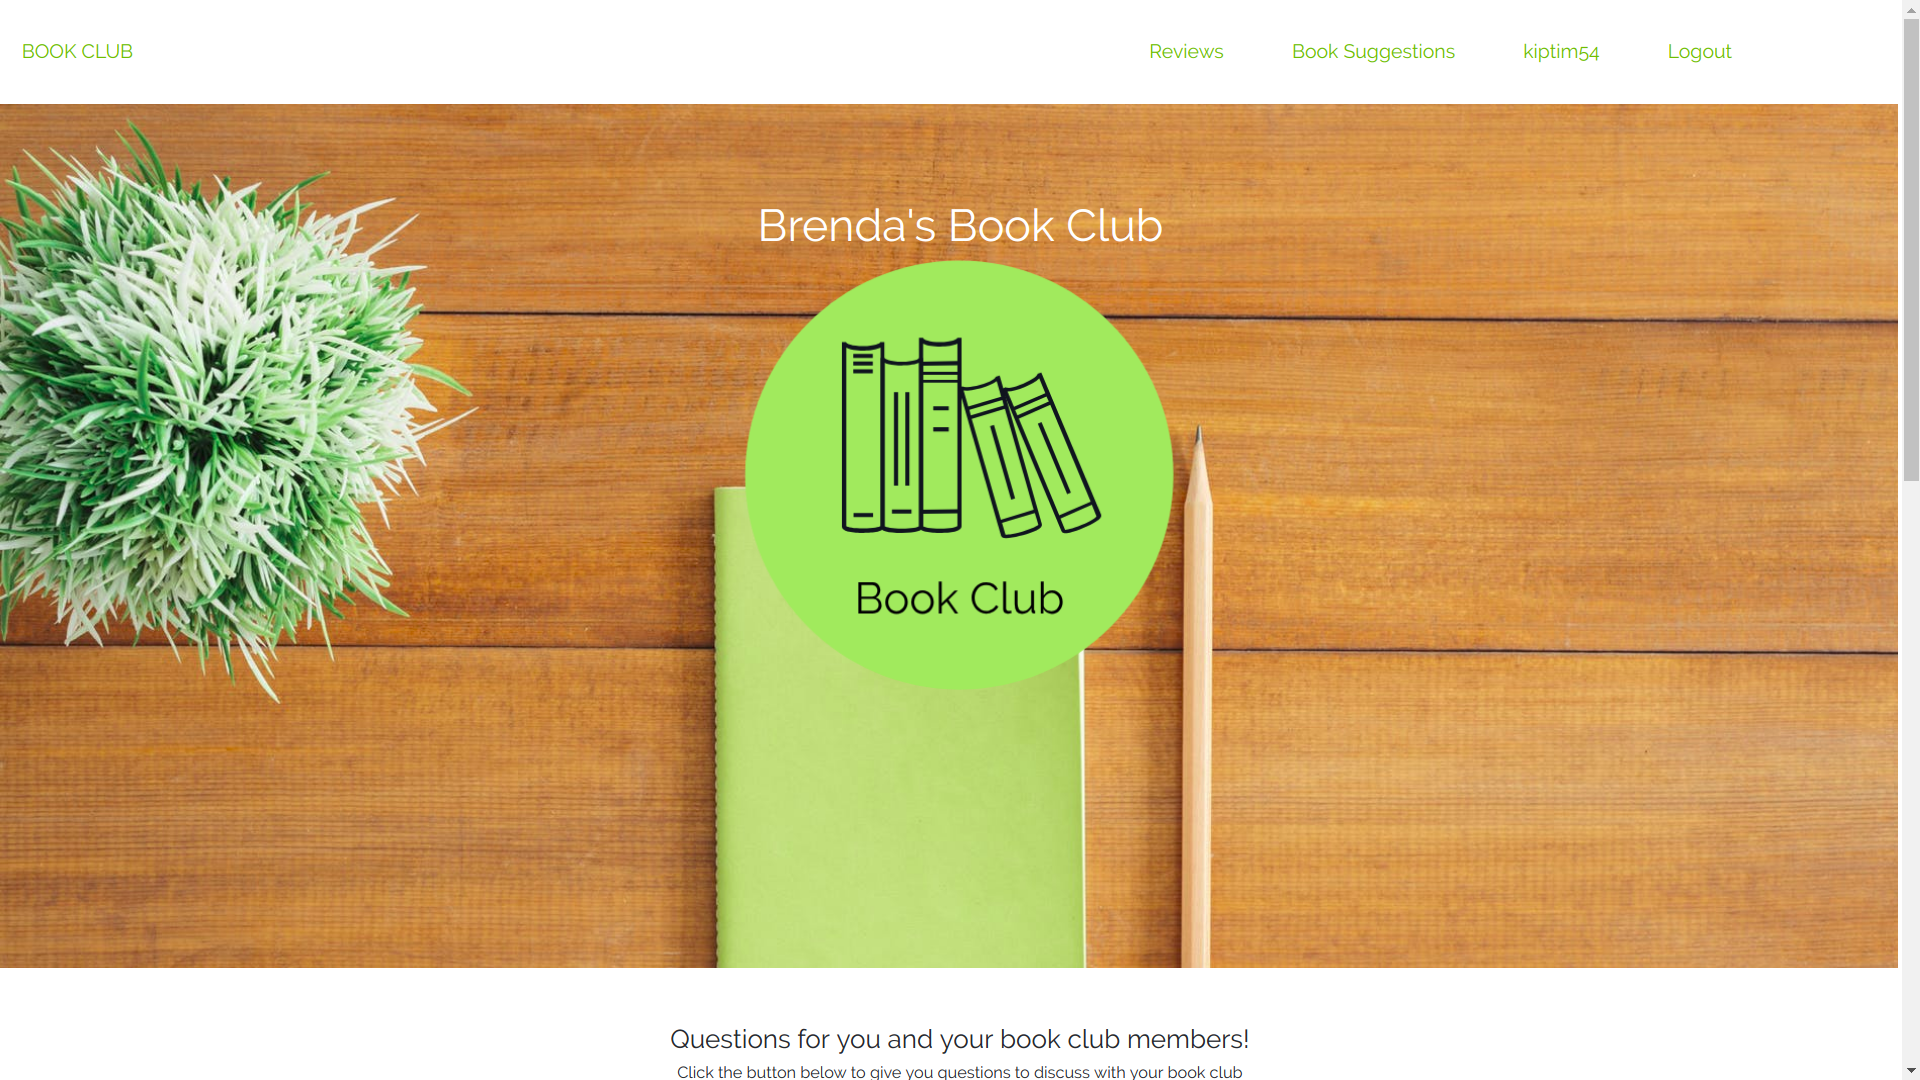 BOOK CLUB
Reviews
Book Suggestions
kiptim54
Logout
Brenda's Book Club
Book Club
Questions for you and your book club members!
Click the button below to give you questions to discuss with your book club